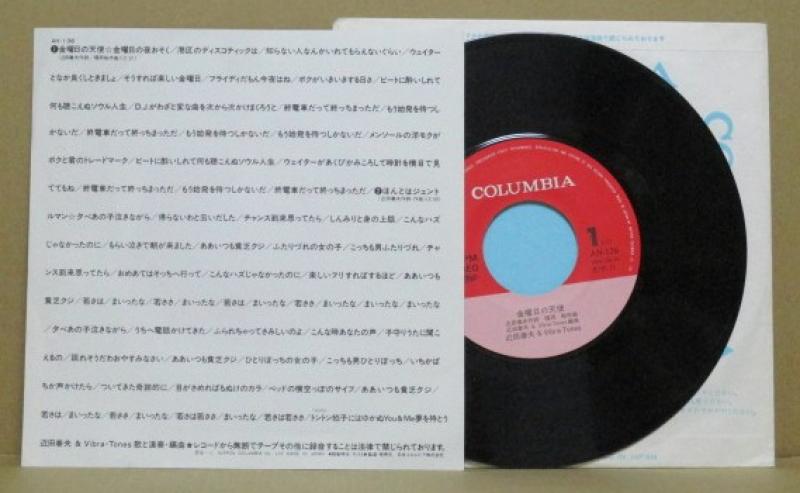 AN-136
❶金曜日の天使☆金曜日の夜おそく/港区のディスコティックは/知らない人なんかいれてもらえないぐらい/ウェイター
となか良くしときましょ/そうすれば楽しい金曜日/フライディだもん今夜はね/ボクがいきいきする日さ/ビートに酔いしれて
何も聴こえぬソウル人生/D.J.がわざと変な曲を次から次かけまくろうと/終電車だって終っちまっただ/もう始発を待つし
かないだ/終電車だって終っちまっただ/もう始発を待つしかないだ/もう始発を待つしかないだ/メンソールの洋モクが
ボクと君のトレードマーク/ビートに酔いしれて何も聴こえぬソウル人生/ウェイターがあくびかみころして時計を横目で見
ててもね/終電車だって終っちまっただ/もう始発を待つしかないだ/終電車だって終っちまっただ ❷ほんとはジェント
ルマン☆夕べあの子泣きながら/帰らないわと云いだした/チャンス到来思ってたら/しんみりと身の上話/こんなハズ
じゃなかったのに/もらい泣きで朝が来ました/ああいつも貧乏クジ/ふたりづれの女の子/こっちも男ふたりづれ/チャ
ンス到来思ってたら/おめあてはそっちへ行って/こんなハズじゃなかったのに/楽しいフリすればするほど/ああいつも
貧乏クジ/若さは/まいったな/若ささ/まいったな/若さは/まいったな/若ささ/まいったな/まいったな/まいったな
/夕べあの子泣きながら/うちへ電話かけてきた/ふられちゃってさみしいのよ/こんな時あなたの声/子守りうたに聞こ
えるの/眠れそうだわおやすみなさい/ああいつも貧乏クジ/ひとりぼっちの女の子/こっちも男ひとりぼっち/いちかば
ちか声かけたら/ついてきた奇跡的に/目がさめればもぬけのカラ/ベッドの横空っぽのサイフ/ああいつも貧乏クジ/
若さは/まいったな/若ささ/まいったな/若さは若ささ/まいったな/若さは若ささ/トントン拍子にはゆかぬYou&Me夢を待とう
近田春夫 & Vibra-Tones 歌と演奏・編曲★レコードから無断でテープその他に録音することは法律で禁じられております。
COLUMBIA
1
AN-136
金曜日の天使
近田春夫 & Vibra Tones